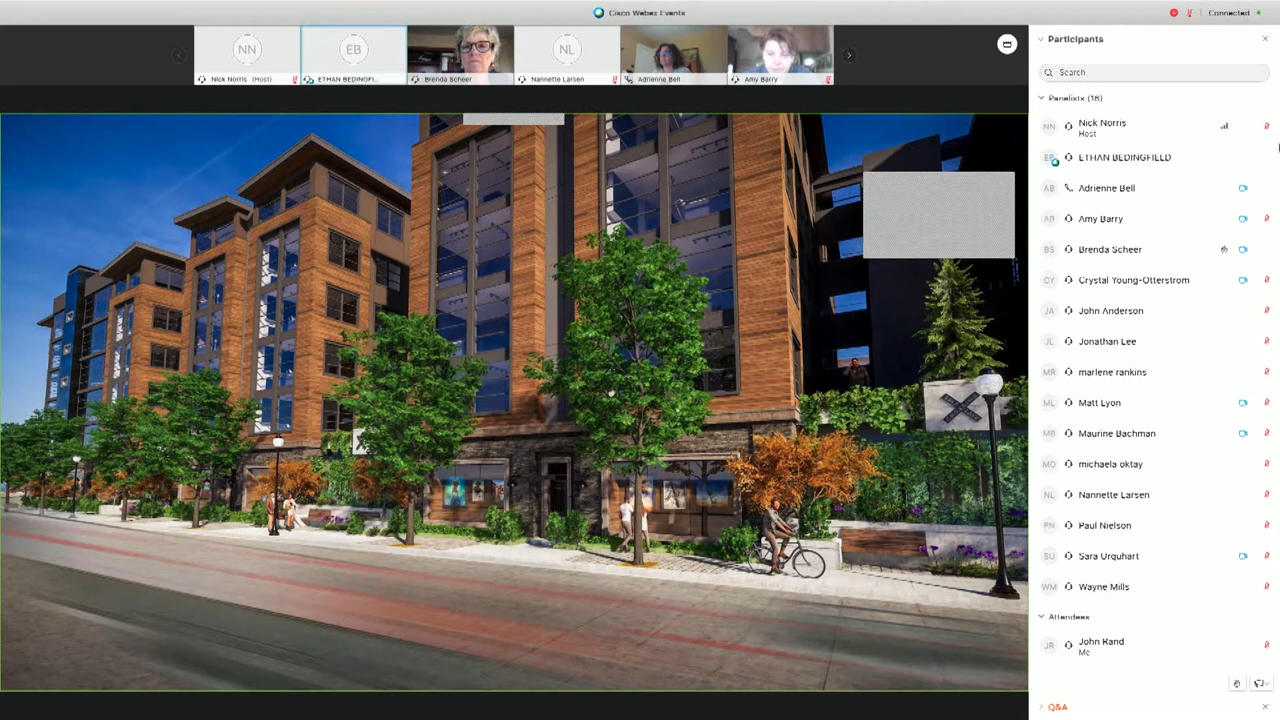 Cisco Webex Events
Connected
NN
EB
NL
Nick Norris (Host)
ETHAN BEDINGFI...
Brenda Scheer
Nannette Larsen
Adrienne Bell
Amy Barry
Participants
Search
Panelists (16)
NN Nick Norris
Host
ETHAN BEDINGFIELD
AB Adrienne Bell
AB Amy Barry
BS Brenda Scheer
CY Crystal Young-Otterstrom
JA John Anderson
JL Jonathan Lee
MR marlene rankins
ML Matt Lyon
MB Maurine Bachman
MO michaela oktay
NL Nannette Larsen
PN Paul Nielson
SU Sara Urquhart
WM Wayne Mills
Attendees
JR John Rand
Me
Q&A